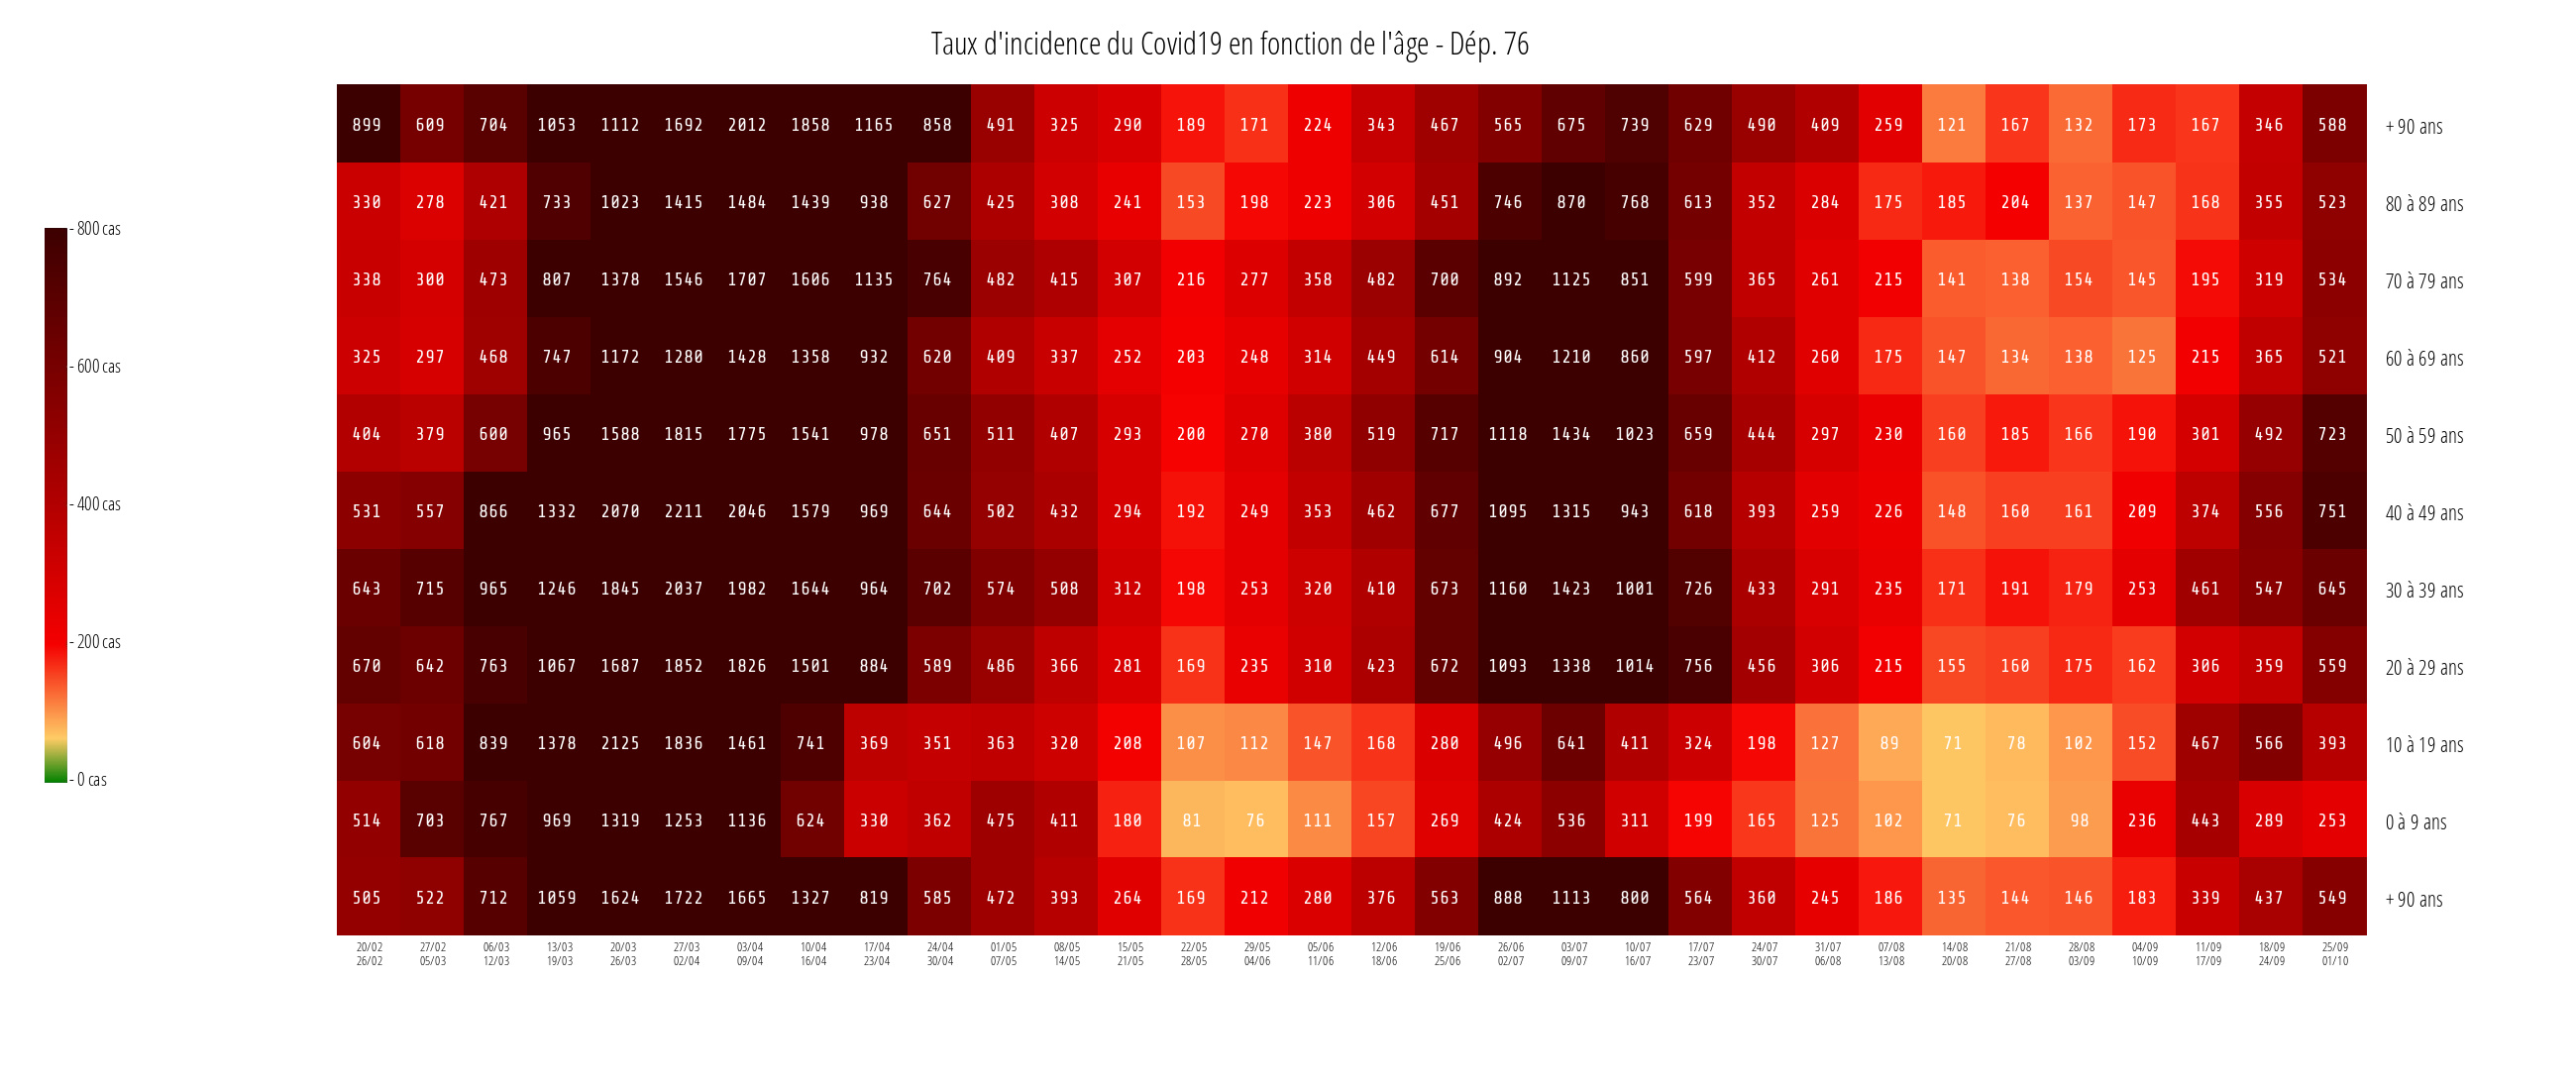 Taux d'incidence du Covid19 en fonction de l'âge - Dép. 76
899 609 704 1053 1112 1692 2012 1858 1165 858 491 325 290 189 171 224 343 467 565 675 739 629 490 409 259 121 167 132 173 167 346 588 + 90 ans
330 278 421 733 1023 1415 1484 1439 938 627 425 308 241 153 198 223 306 451 746 870 768 613 352 284 175 185 204 137 147 168 355 523 80 à 89 ans
- 800 cas
338 300 473 807 1378 1546 1707 1606 1135 764 482 415 307 216 277 358 482 700 892 1125 851 599 365 261 215 141 138 154 145 195 319 534 70 à 79 ans
325 297 468 747 1172 1280 1428 1358 932 620 409 337 252 203 248 314 449 614 904 1210 860 597 412 260 175 147 134 138 125 215 365 521 60 à 69 ans
- 600 cas
404 379 600 965 1588 1815 1775 1541 978 651 511 407 293 200 270 380 519 717 1118 1434 1023 659 444 297 230 160 185 166 190 301 492 723 50 à 59 ans
- 400 cas
531 557 866 1332 2070 2211 2046 1579 969 644 502 432 294 192 249 353 462 677 1095 1315 943 618 393 259 226 148 160 161 209 374 556 751 40 à 49 ans
643 715 965 1246 1845 2037 1982 1644 964 702 574 508 312 198 253 320 410 673 1160 1423 1001 726 433 291 235 171 191 179 253 461 547 645 30 à 39 ans
- 200 cas
670 642 763 1067 1687 1852 1826 1501 884 589 486 366 281 169 235 310 423 672 1093 1338 1014 756 456 306 215 155 160 175 162 306 359 559 20 à 29 ans
604 618 839 1378 2125 1836 1461 741 369 351 363 320 208 107 112 147 168 280 496 641 411 324 198 127 89 71 78 102 152 467 566 393 10 à 19 ans
- 0 cas
514 703 767 969 1319 1253 1136 624 330 362 475 411 180 81 76 111 157 269 424 536 311 199 165 125 102 71 76 98 236 443 289 253 0 à 9 ans
505 522 712 1059 1624 1722 1665 1327 819 585 472 393 264 169 212 280 376 563 888 1113 800 564 360 245 186 135 144 146 183 339 437 549 + 90 ans
20/02 27/02 06/03 13/03 20/03 27/03 03/04 10/04 17/04 24/04 01/05 08/05 15/05 22/05 29/05 05/06 12/06 19/06 26/06 03/07 10/07 17/07 24/07 31/07 07/08 14/08 21/08 28/08 04/09 11/09 18/09 25/09
26/02 05/03 12/03 19/03 26/03 02/04 09/04 16/04 23/04 30/04 07/05 14/05 21/05 28/05 04/06 11/06 18/06 25/06 02/07 09/07 16/07 23/07 30/07 06/08 13/08 20/08 27/08 03/09 10/09 17/09 24/09 01/10